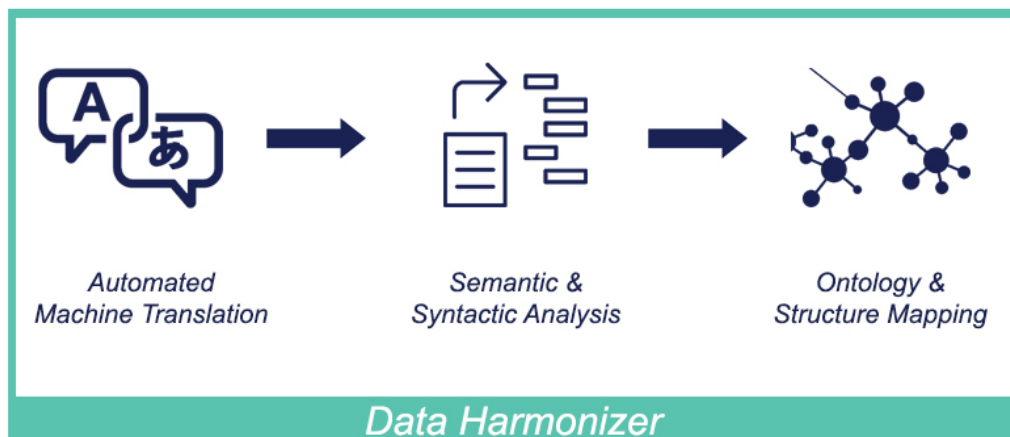 A
あ
Automated
Machine Translation
Semantic &
Syntactic Analysis
Ontology &
Structure Mapping
Data Harmonizer